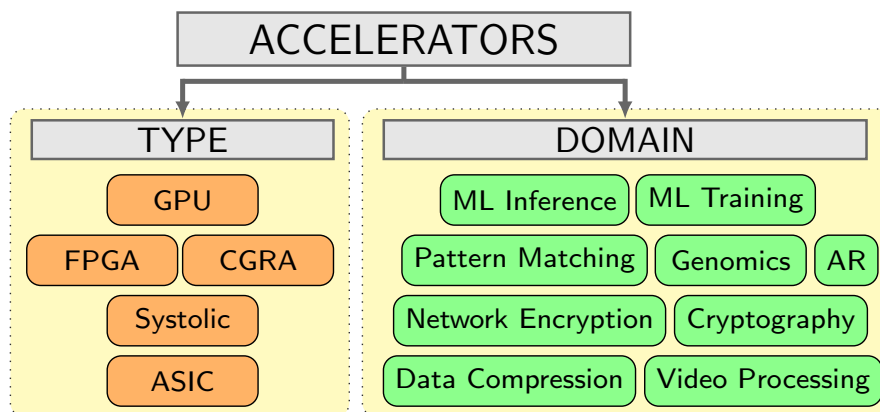 ACCELERATORS
TYPE
GPU
FPGA CGRA
Systolic
ASIC
DOMAIN
ML Inference ML Training
Pattern Matching Genomics AR
Network Encryption Cryptography
Data Compression Video Processing